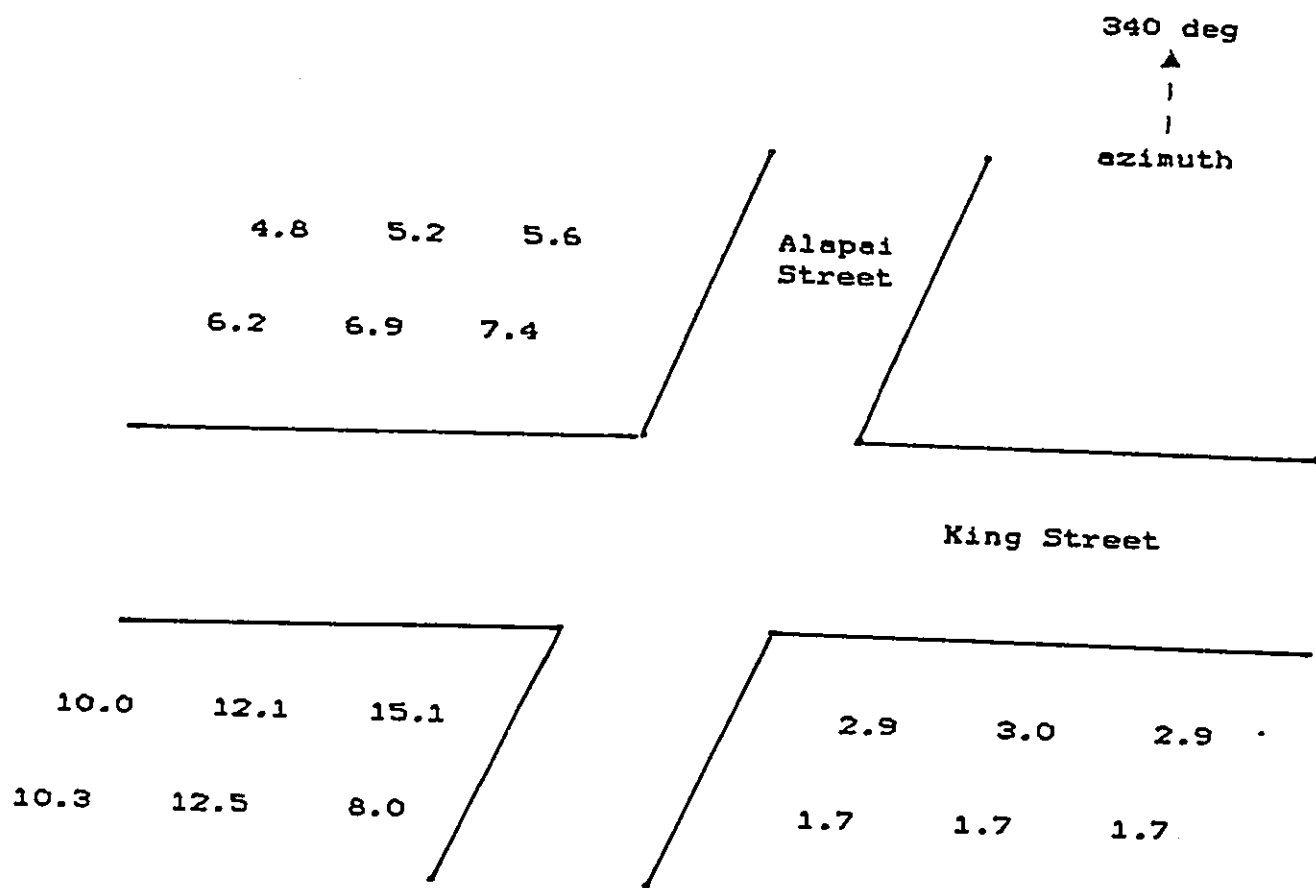 340 deg
azimuth
4.8 5.2 5.6
Alapai
Street
6.2 6.9 7.4
King Street
10.0 12.1 15.1
2.9 3.0 2.9
10.3 12.5 8.0
1.7 1.7 1.7